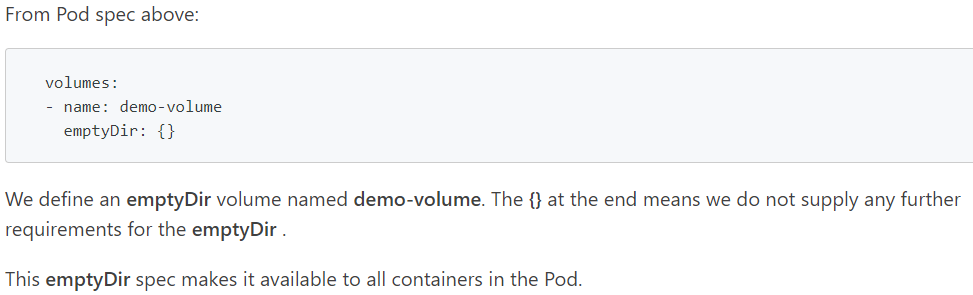 From Pod spec above:
volumes:
- name: demo-volume
  emptyDir: {}
We define an emptyDir volume named demo-volume. The {} at the end means we do not supply any further
requirements for the emptyDir .
This emptyDir spec makes it available to all containers in the Pod.